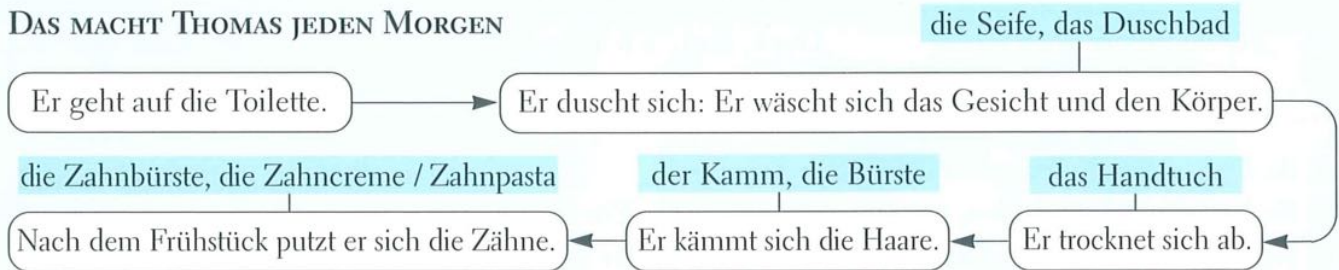 Das macht Thomas jeden Morgen
die Seife, das Duschbad
Er geht auf die Toilette.
Er duscht sich: Er wäscht sich das Gesicht und den Körper.
die Zahnbürste, die Zahncreme / Zahnpasta
der Kamm, die Bürste
das Handtuch
Nach dem Frühstück putzt er sich die Zähne.
Er kämmt sich die Haare.
Er trocknet sich ab.